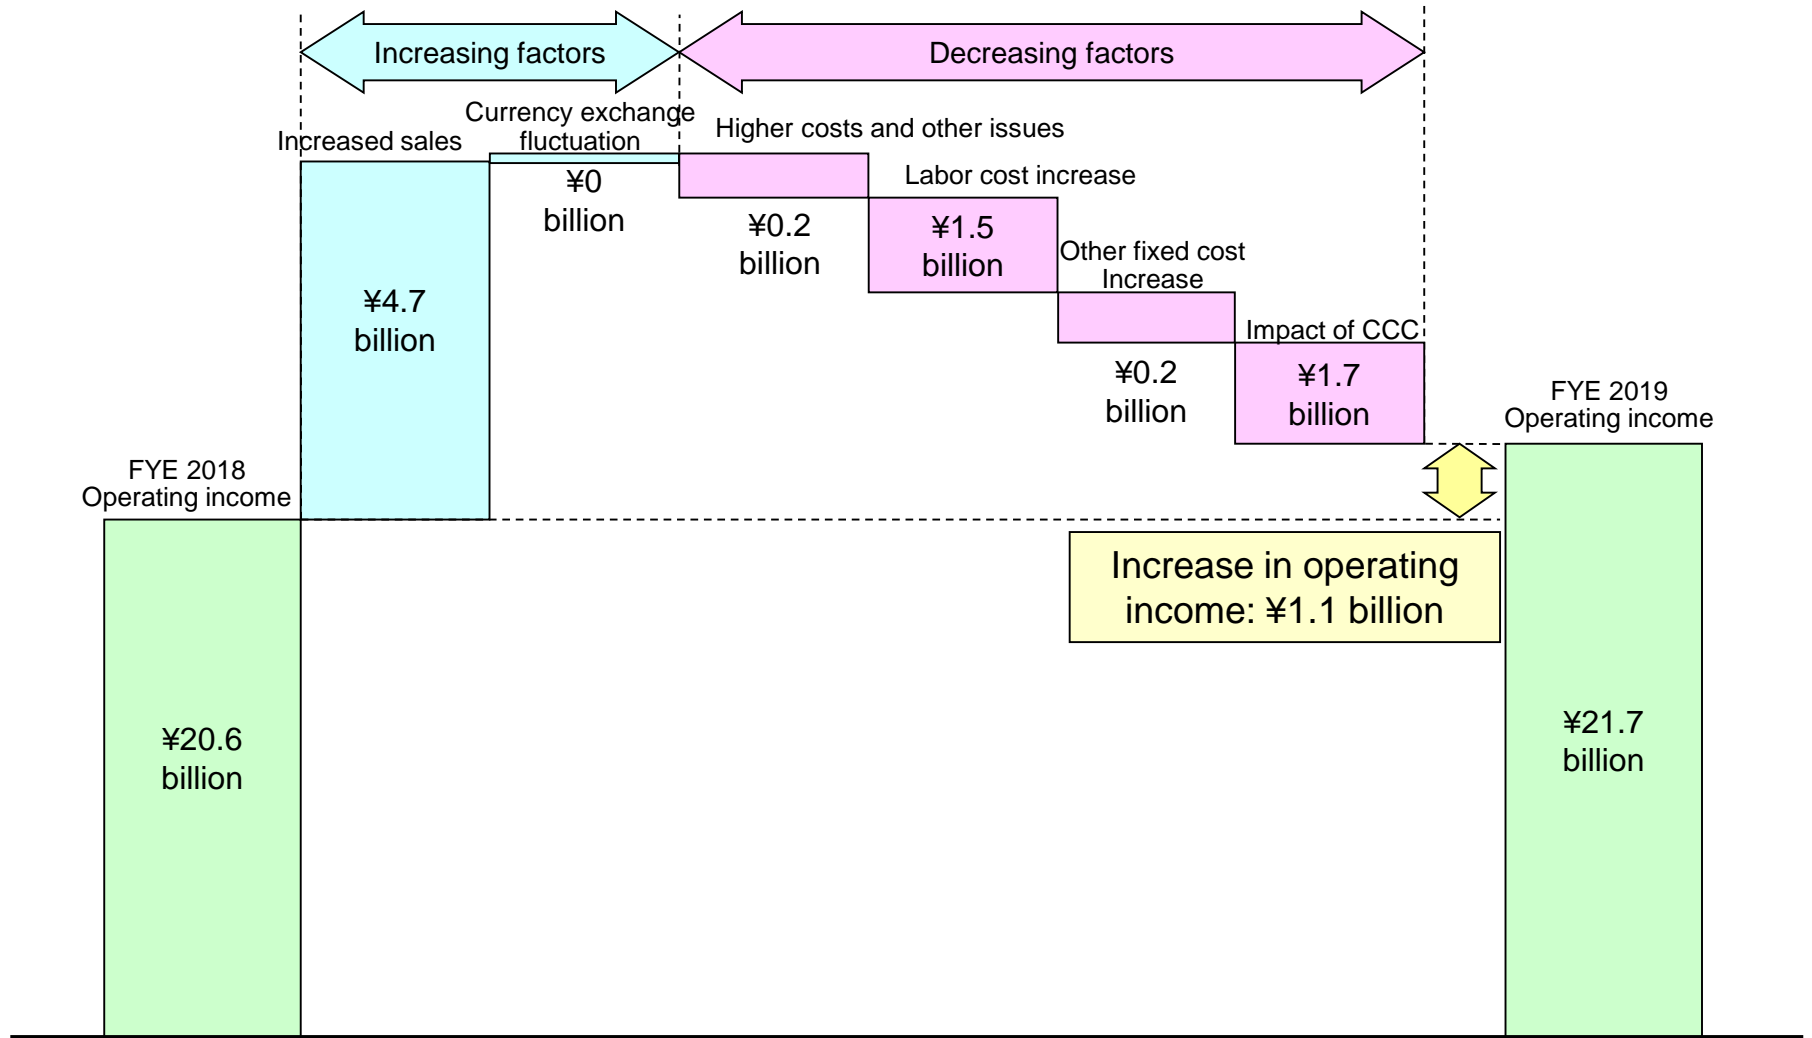 Increasing factors
Decreasing factors
Currency exchange
fluctuation
Increased sales
Higher costs and other issues
Labor cost increase
¥0
billion
¥0.2
billion
¥1.5
billion
Other fixed cost
Increase
¥4.7
billion
Impact of CCC
¥0.2
billion
¥1.7
billion
FYE 2019
Operating income
FYE 2018
Operating income
Increase in operating
income: ¥1.1 billion
¥20.6
billion
¥21.7
billion